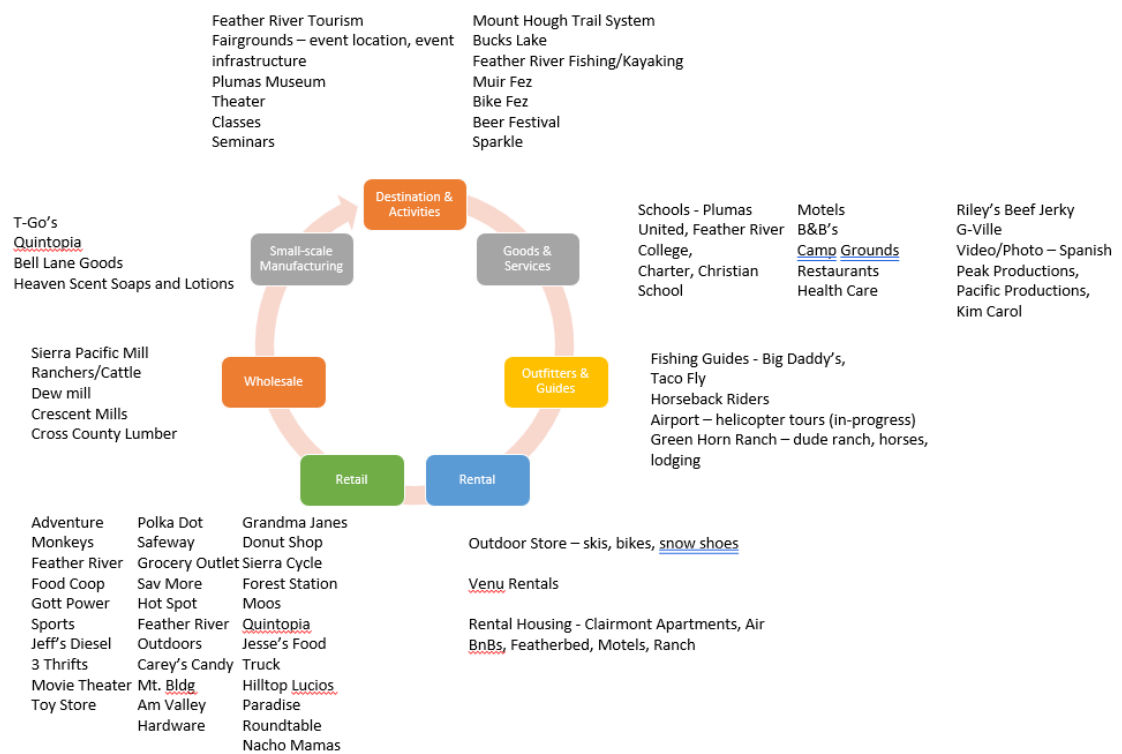 Feather River Tourism
Fairgrounds – event location, event
infrastructure
Plumas Museum
Theater
Classes
Seminars
Mount Hough Trail System
Bucks Lake
Feather River Fishing/Kayaking
Muir Fez
Bike Fez
Beer Festival
Sparkle
Destination &
Activities
Goods &
Services
Schools - Plumas
United, Feather River
College,
Charter, Christian
School
Motels
B&B’s
Camp Grounds
Restaurants
Health Care
Riley’s Beef Jerky
G-Ville
Video/Photo – Spanish
Peak Productions,
Pacific Productions,
Kim Carol
Outfitters &
Guides
Fishing Guides - Big Daddy’s,
Taco Fly
Horseback Riders
Airport – helicopter tours (in-progress)
Green Horn Ranch – dude ranch, horses,
lodging
Rental
Outdoor Store – skis, bikes, snow shoes
Venu Rentals
Rental Housing - Clairmont Apartments, Air
BnBs, Featherbed, Motels, Ranch
Retail
Adventure
Monkeys
Feather River
Food Coop
Gott Power
Sports
Jeff’s Diesel
3 Thrifts
Movie Theater
Toy Store
Polka Dot
Safeway
Grocery Outlet
Sav More
Hot Spot
Feather River
Outdoors
Carey’s Candy
Mt. Bldg
Am Valley
Hardware
Grandma Janes
Donut Shop
Sierra Cycle
Forest Station
Moos
Quintopia
Jesse’s Food
Truck
Hilltop Lucios
Paradise
Roundtable
Nacho Mamas
Wholesale
Sierra Pacific Mill
Ranchers/Cattle
Dew mill
Crescent Mills
Cross County Lumber
Small-scale
Manufacturing
T-Go’s
Quintopia
Bell Lane Goods
Heaven Scent Soaps and Lotions